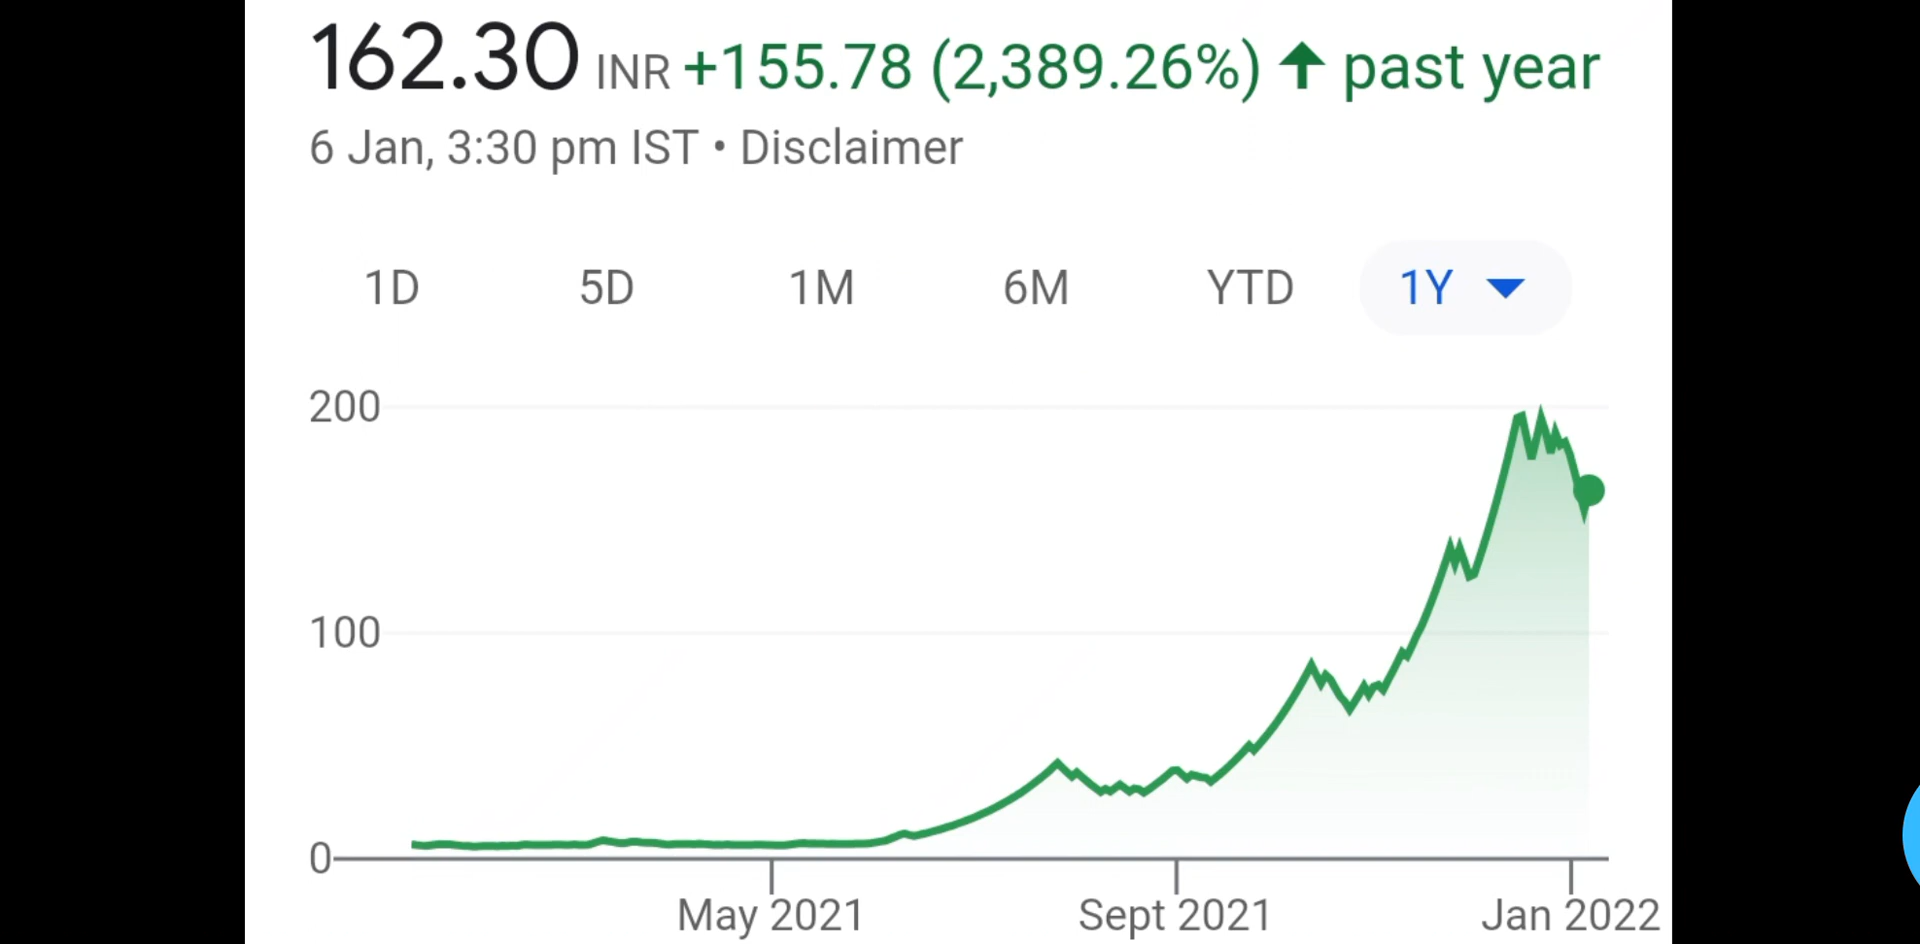 162.30 INR +155.78 (2,389.26%) ↑ past year
6 Jan, 3:30 pm IST • Disclaimer
1D 5D 1M 6M YTD 1Y
200
100
0
May 2021 Sept 2021 Jan 2022